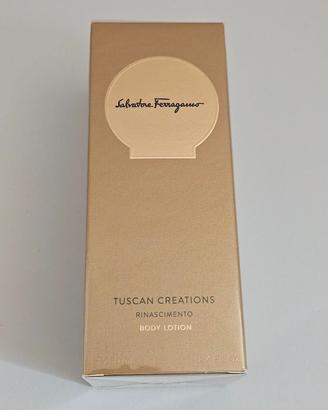 Salvatore Ferragamo
TUSCAN CREATIONS
RINASCIMENTO
BODY LOTION